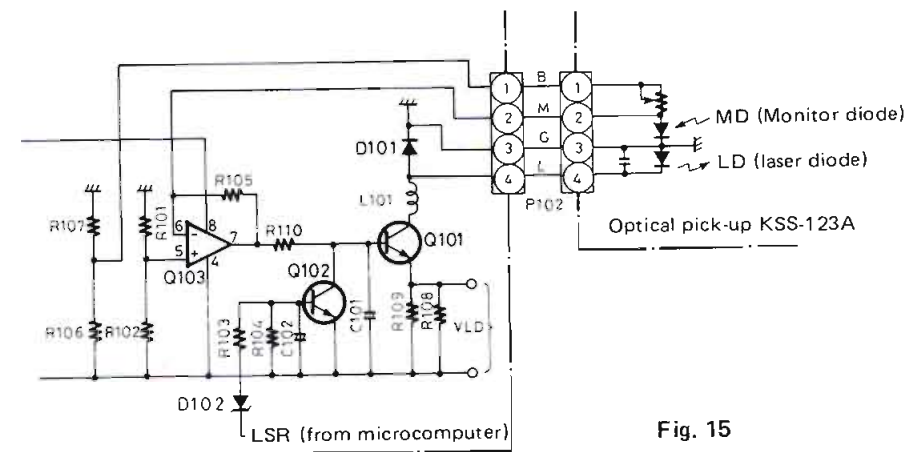 B
M
G
L
1
2
3
4
1
2
3
4
P102
MD (Monitor diode)
LD (laser diode)
Optical pick-up KSS-123A
D101
L101
R105
R107
R101
6
8
7
5
4
-
+
Q103
R110
Q101
Q102
R106
R102
R103
R104
C102
C101
R109
R108
VLD
D102
LSR (from microcomputer)
Fig. 15